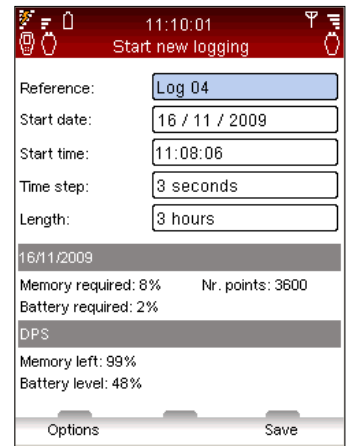 11:10:01
Start new logging
Reference: Log 04
Start date: 16 / 11 / 2009
Start time: 11:08:06
Time step: 3 seconds
Length: 3 hours
16/11/2009
Memory required: 8% Nr. points: 3600
Battery required: 2%
DPS
Memory left: 99%
Battery level: 48%
Options Save